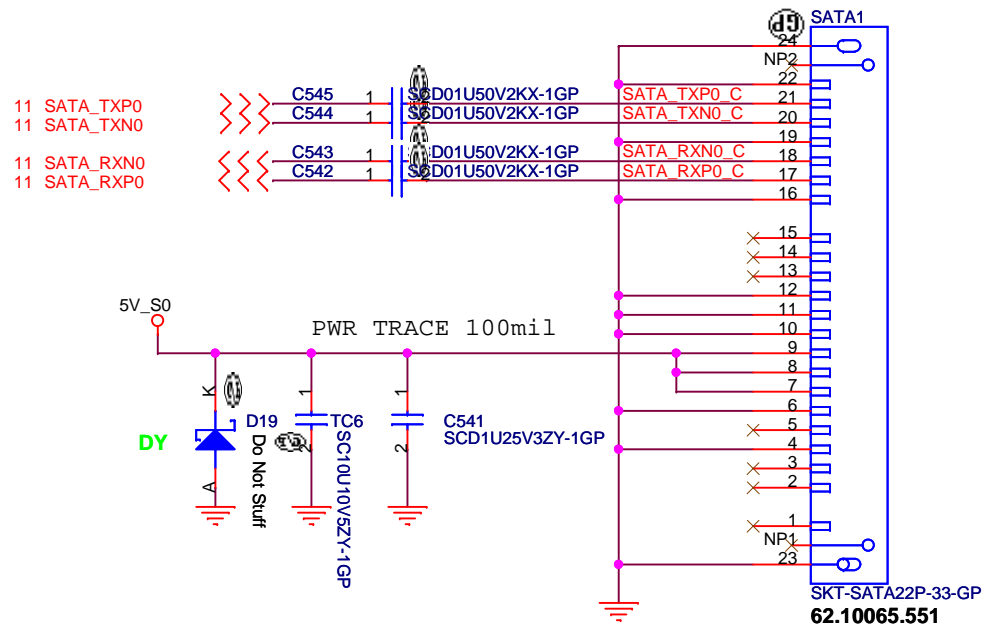 SATA1
GP
24
NP2
22
C545 1 SCD01U50V2KX-1GP SATA_TXP0_C 21
11 SATA_TXP0
C544 1 SCD01U50V2KX-1GP SATA_TXN0_C 20
11 SATA_TXN0
19
C543 1 D01U50V2KX-1GP SATA_RXN0_C 18
11 SATA_RXN0
C542 1 2 SCD01U50V2KX-1GP SATA_RXP0_C 17
11 SATA_RXP0
16
15
14
13
12
11
10
5V_S0
PWR TRACE 100mil
9
8
7
6
5
4
3
2
1
NP1
23
K
A
D19
DY
Do Not Stuff
1
2
TC6
SC10U10V5ZY-1GP
1
2
C541
SCD1U25V3ZY-1GP
SKT-SATA22P-33-GP
62.10065.551